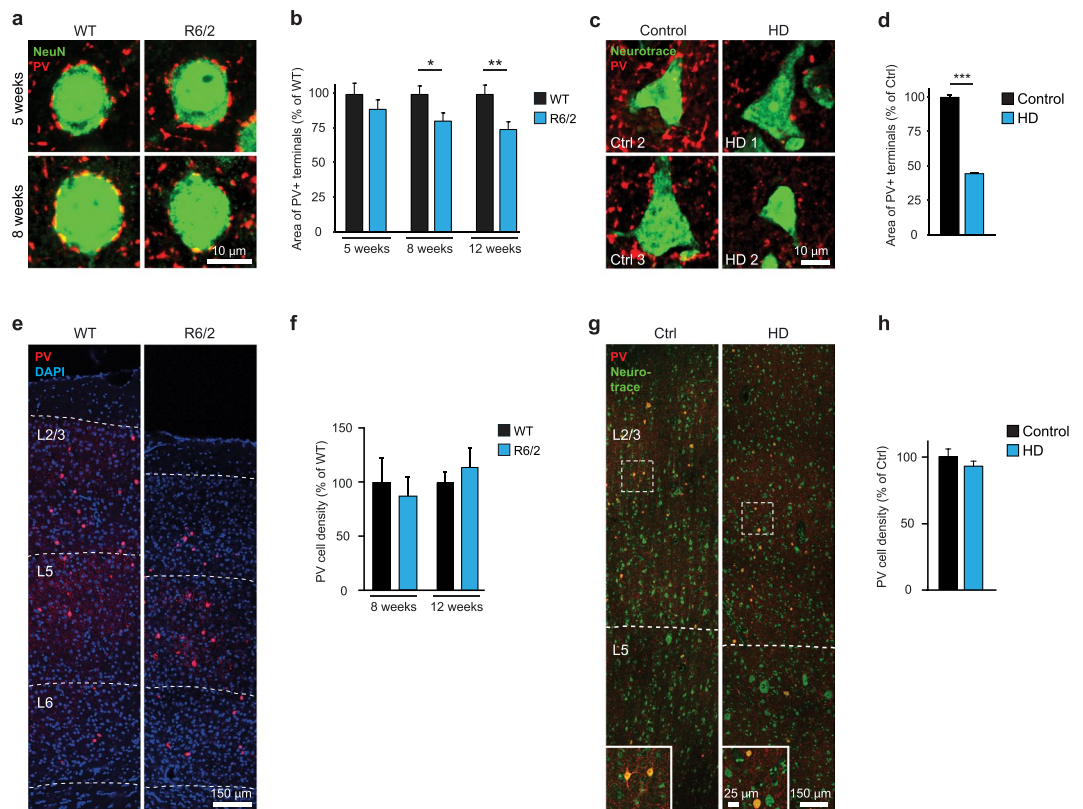 a
WT
R6/2
NeuN
PV
5 weeks
8 weeks
10 µm
b
Area of PV+ terminals (% of WT)
100
75
50
25
0
*
**
WT
R6/2
5 weeks
8 weeks
12 weeks
c
Control
HD
Neurotrace
PV
Ctrl 2
HD 1
Ctrl 3
HD 2
10 µm
d
Area of PV+ terminals (% of Ctrl)
100
75
50
25
0
***
Control
HD
e
WT
R6/2
PV
DAPI
L2/3
L5
L6
150 µm
f
PV cell density (% of WT)
150
100
50
0
WT
R6/2
8 weeks
12 weeks
g
Ctrl
HD
PV
Neuro-
trace
L2/3
L5
25 µm
150 µm
h
PV cell density (% of Ctrl)
100
50
0
Control
HD